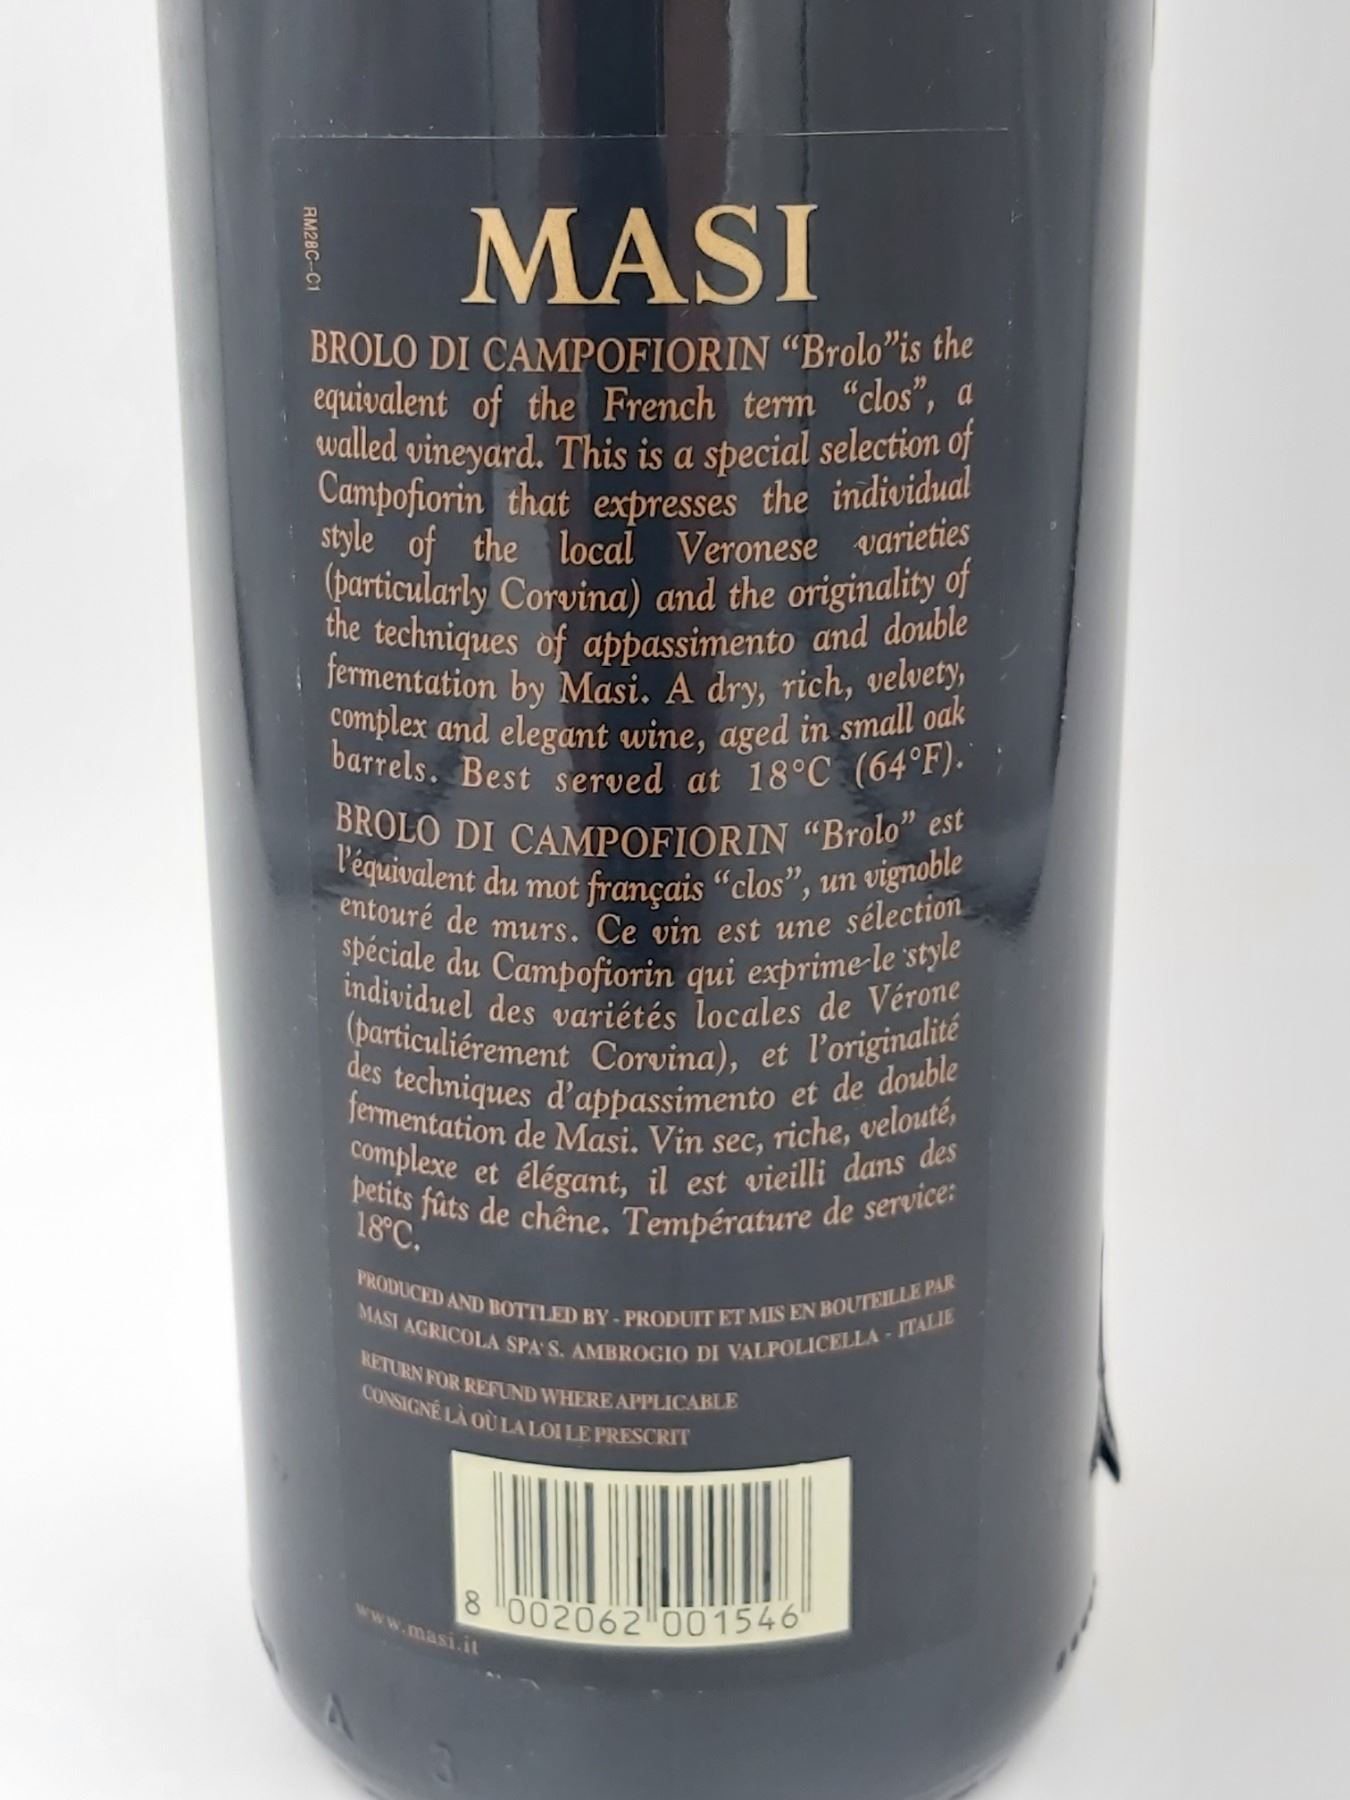 RM28C-C1
MASI
BROLO DI CAMPOFIORIN “Brolo”is the
equivalent of the French term “clos”, a
walled vineyard. This is a special selection of
Campofiorin that expresses the individual
style of the local Veronese varieties
(particularly Corvina) and the originality of
the techniques of appassimento and double
fermentation by Masi. A dry, rich, velvety,
complex and elegant wine, aged in small oak
barrels. Best served at 18°C (64°F).
BROLO DI CAMPOFIORIN “Brolo” est
l'équivalent du mot français “clos”, un vignoble
entouré de murs. Ce vin est une sélection
spéciale du Campofiorin qui exprime le style
individuel des variétés locales de Vérone
(particuliérement Corvina), et l'originalité
des techniques d'appassimento et de double
fermentation de Masi. Vin sec, riche, velouté,
complexe et élégant, il est vieilli dans des
petits fûts de chêne. Température de service:
18°C.
PRODUCED AND BOTTLED BY - PRODUIT ET MIS EN BOUTEILLE PAR
MASI AGRICOLA SPA' S. AMBROGIO DI VALPOLICELLA - ITALIE
RETURN FOR REFUND WHERE APPLICABLE
CONSIGNÉ LÀ OÙ LA LOI LE PRESCRIT
8 002062 001546
www.masi.it
A 3